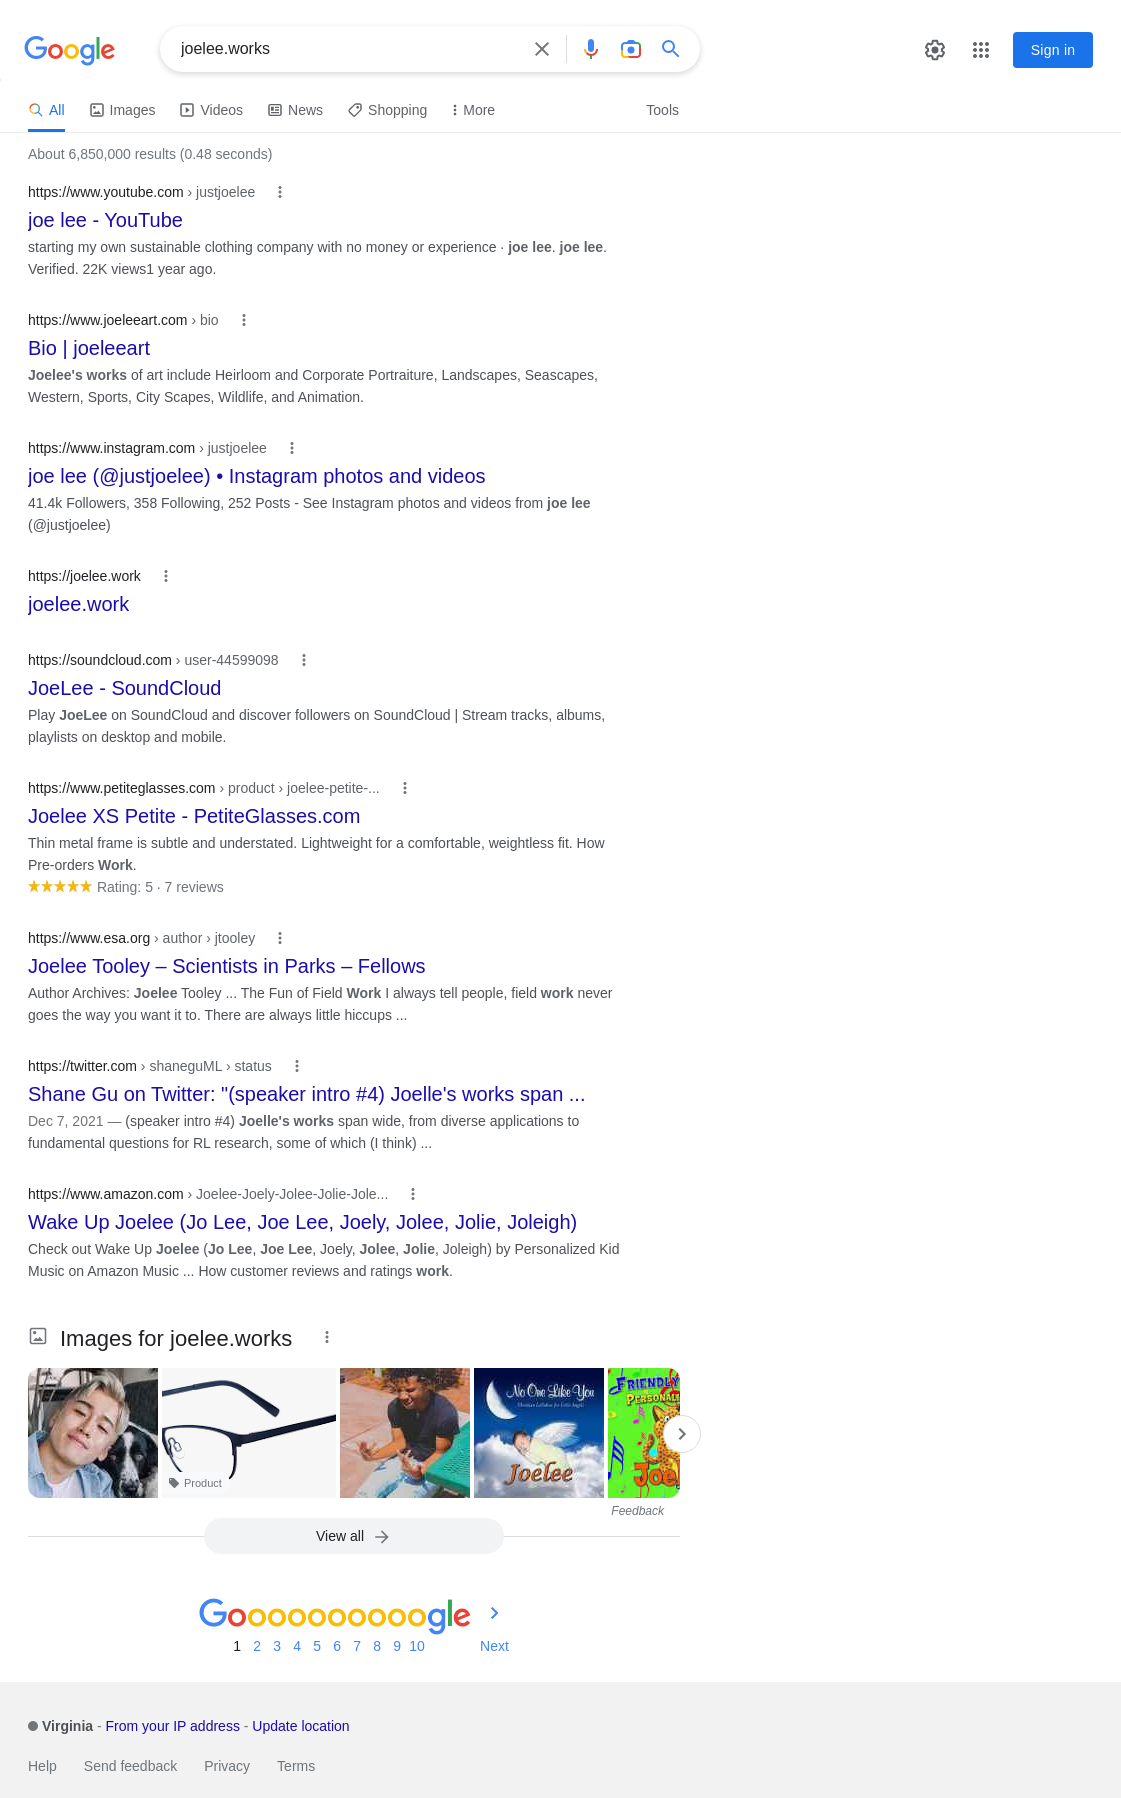 Google
joelee.works
Sign in
All Images Videos News Shopping More Tools
About 6,850,000 results (0.48 seconds)
https://www.youtube.com › justjoelee
joe lee - YouTube
starting my own sustainable clothing company with no money or experience · joe lee. joe lee.
Verified. 22K views1 year ago.
https://www.joeleeart.com › bio
Bio | joeleeart
Joelee's works of art include Heirloom and Corporate Portraiture, Landscapes, Seascapes,
Western, Sports, City Scapes, Wildlife, and Animation.
https://www.instagram.com › justjoelee
joe lee (@justjoelee) • Instagram photos and videos
41.4k Followers, 358 Following, 252 Posts - See Instagram photos and videos from joe lee
(@justjoelee)
https://joelee.work
joelee.work
https://soundcloud.com › user-44599098
JoeLee - SoundCloud
Play JoeLee on SoundCloud and discover followers on SoundCloud | Stream tracks, albums,
playlists on desktop and mobile.
https://www.petiteglasses.com › product › joelee-petite-...
Joelee XS Petite - PetiteGlasses.com
Thin metal frame is subtle and understated. Lightweight for a comfortable, weightless fit. How
Pre-orders Work.
Rating: 5 · 7 reviews
https://www.esa.org › author › jtooley
Joelee Tooley – Scientists in Parks – Fellows
Author Archives: Joelee Tooley ... The Fun of Field Work I always tell people, field work never
goes the way you want it to. There are always little hiccups ...
https://twitter.com › shaneguML › status
Shane Gu on Twitter: "(speaker intro #4) Joelle's works span ...
Dec 7, 2021 — (speaker intro #4) Joelle's works span wide, from diverse applications to
fundamental questions for RL research, some of which (I think) ...
https://www.amazon.com › Joelee-Joely-Jolee-Jolie-Jole...
Wake Up Joelee (Jo Lee, Joe Lee, Joely, Jolee, Jolie, Joleigh)
Check out Wake Up Joelee (Jo Lee, Joe Lee, Joely, Jolee, Jolie, Joleigh) by Personalized Kid
Music on Amazon Music ... How customer reviews and ratings work.
Images for joelee.works
Product
No One Like You
Christian Lullabies for Little Angels
Joelee
FRIENDLY
PERSONAL
Joel
Feedback
View all
Goooooooooogle
1 2 3 4 5 6 7 8 9 10 Next
Virginia - From your IP address - Update location
Help Send feedback Privacy Terms